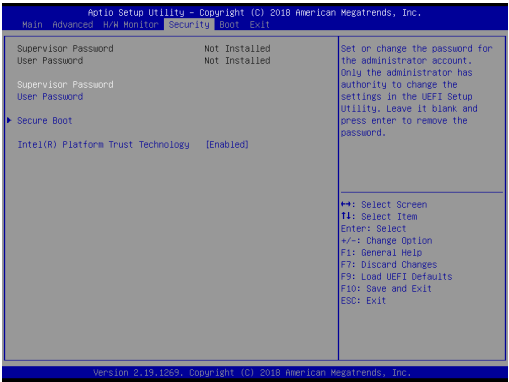 Aptio Setup Utility – Copyright (C) 2018 American Megatrends, Inc.
Main Advanced H/W Monitor Security Boot Exit
Supervisor Password Not Installed
User Password Not Installed
Supervisor Password
User Password
Secure Boot
Intel(R) Platform Trust Technology [Enabled]
Set or change the password for
the administrator account.
Only the administrator has
authority to change the
settings in the UEFI Setup
Utility. Leave it blank and
press enter to remove the
password.
↔: Select Screen
↑↓: Select Item
Enter: Select
+/-: Change Option
F1: General Help
F7: Discard Changes
F9: Load UEFI Defaults
F10: Save and Exit
ESC: Exit
Version 2.19.1269. Copyright (C) 2018 American Megatrends, Inc.